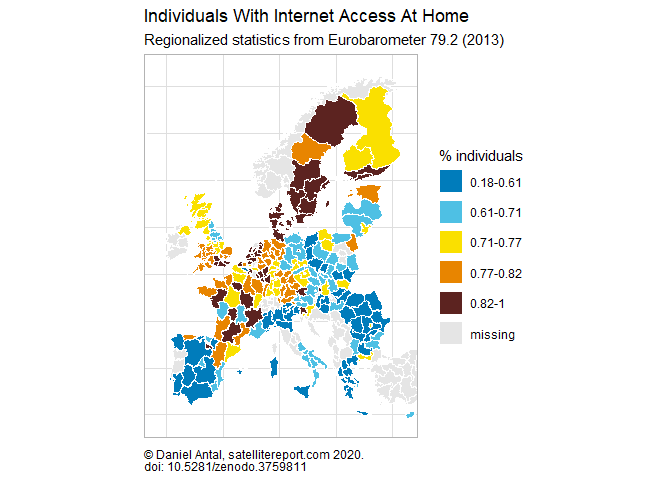 Individuals With Internet Access At Home
Regionalized statistics from Eurobarometer 79.2 (2013)
% individuals
0.18-0.61
0.61-0.71
0.71-0.77
0.77-0.82
0.82-1
missing
© Daniel Antal, satellitereport.com 2020.
doi: 10.5281/zenodo.3759811